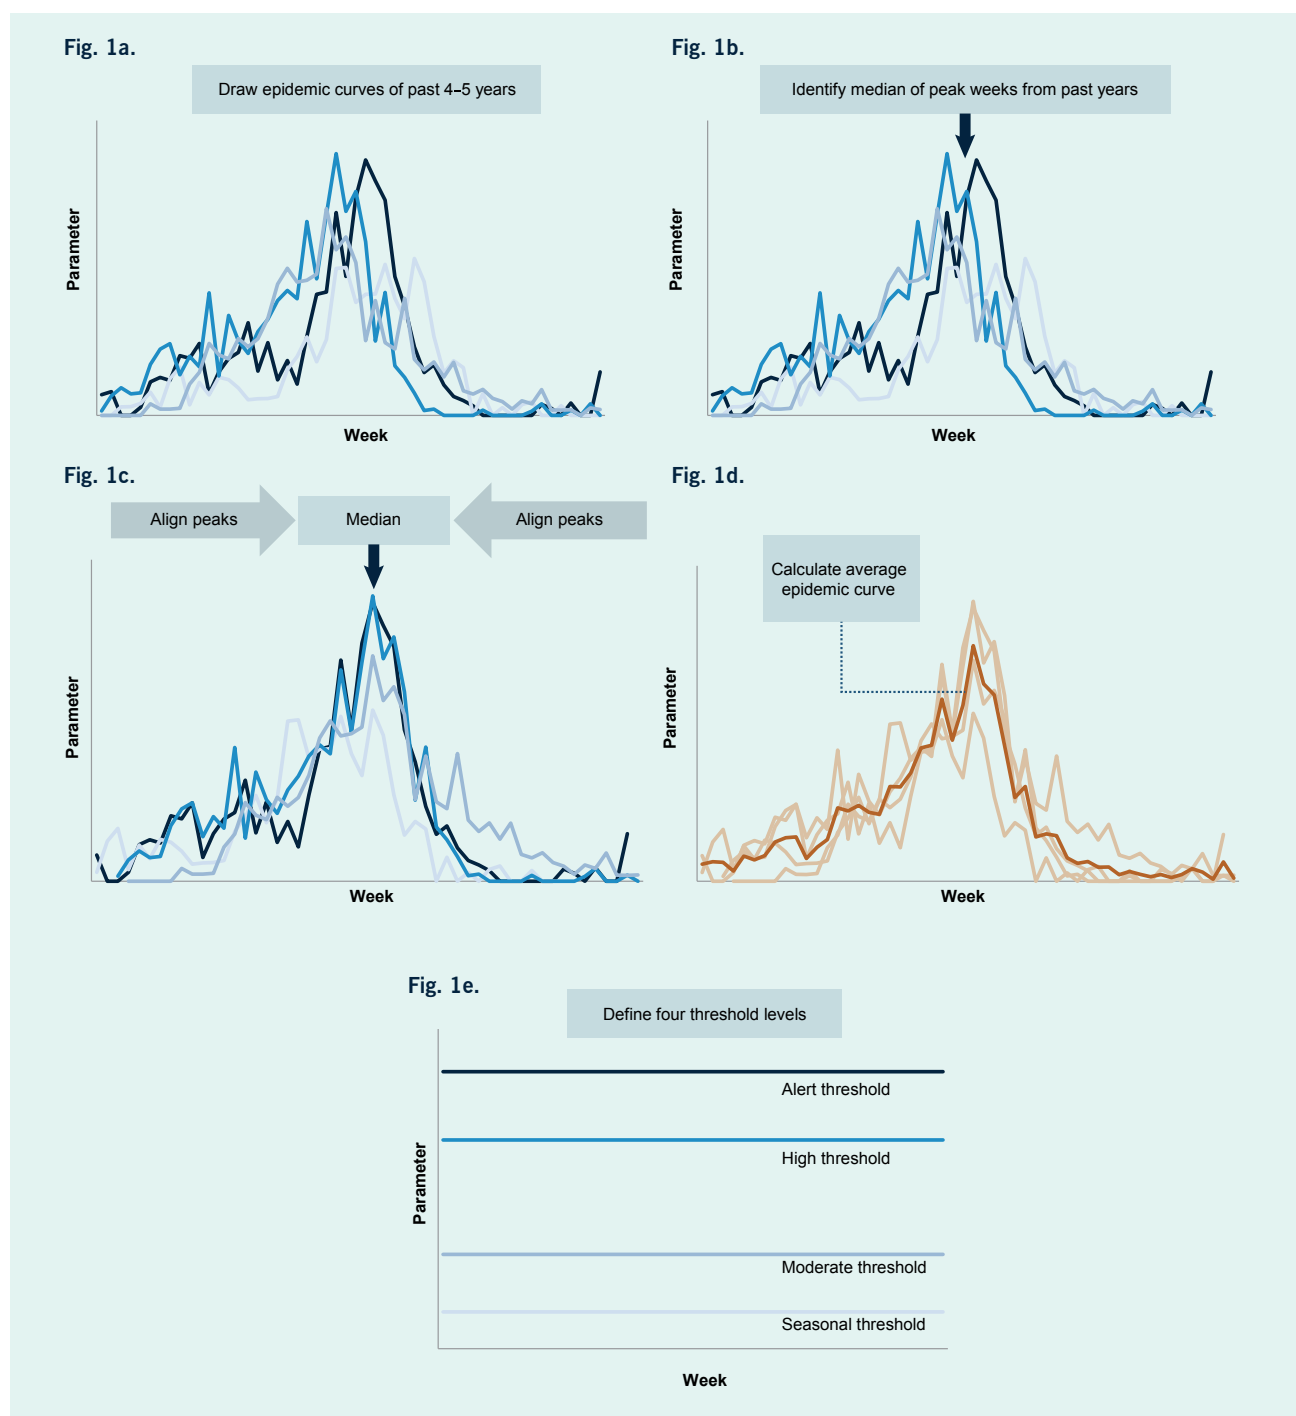 Fig. 1a.
Draw epidemic curves of past 4–5 years
Parameter
Week
Fig. 1b.
Identify median of peak weeks from past years
Parameter
Week
Fig. 1c.
Align peaks
Median
Align peaks
Parameter
Week
Fig. 1d.
Calculate average
epidemic curve
Parameter
Week
Fig. 1e.
Define four threshold levels
Alert threshold
High threshold
Parameter
Moderate threshold
Seasonal threshold
Week